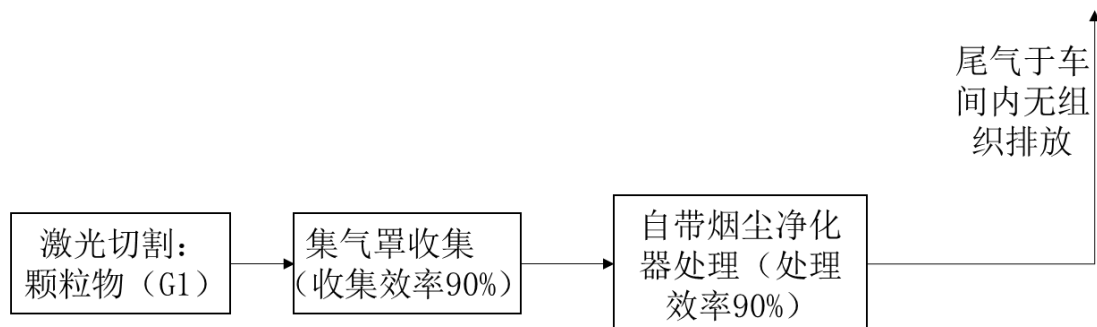 尾气于车
间内无组
织排放
激光切割：
颗粒物（G1）
集气罩收集
（收集效率90%）
自带烟尘净化
器处理（处理
效率90%）